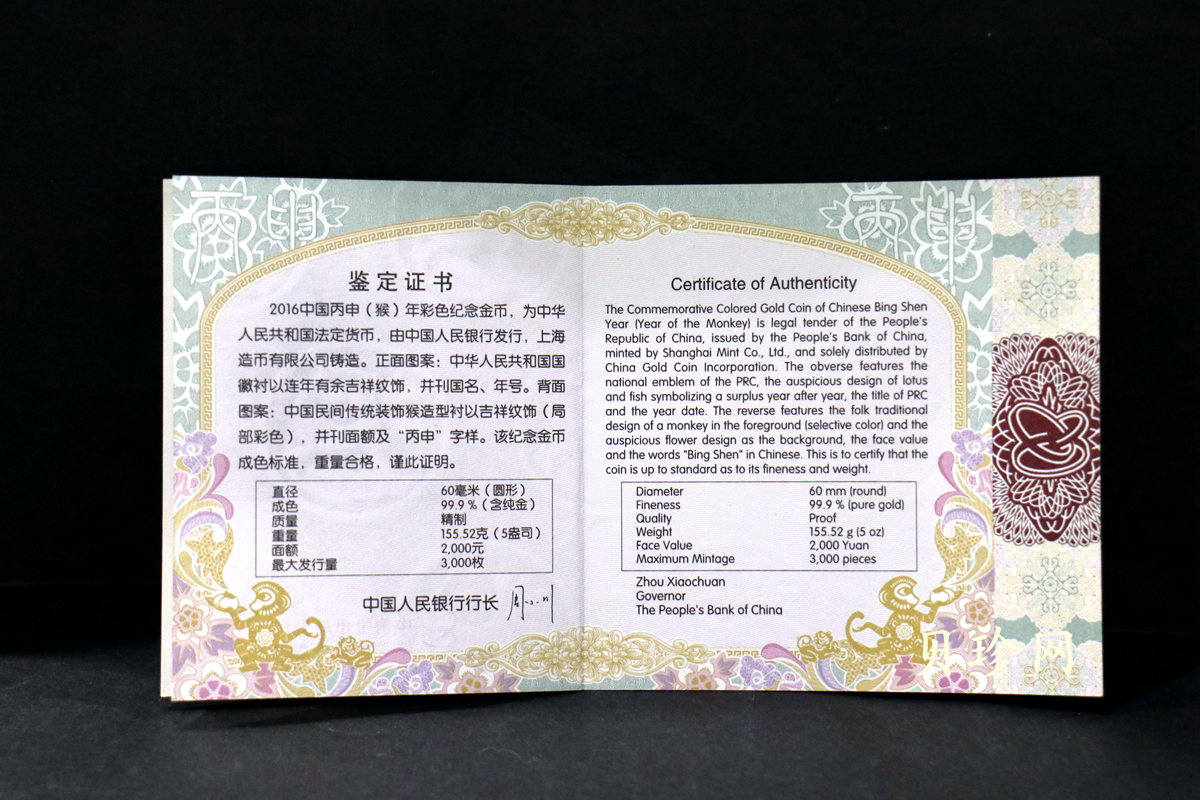 丙申
丙申
鉴定证书
2016中国丙申（猴）年彩色纪念金币，为中华
人民共和国法定货币，由中国人民银行发行，上海
造币有限公司铸造。正面图案：中华人民共和国国
徽衬以连年有余吉祥纹饰，并刊国名、年号。背面
图案：中国民间传统装饰猴造型衬以吉祥纹饰（局
部彩色），并刊面额及“丙申”字样。该纪念金币
成色标准，重量合格，谨此证明。
直径 60毫米（圆形）
成色 99.9％（含纯金）
质量 精制
重量 155.52克（5盎司）
面额 2,000元
最大发行量 3,000枚
中国人民银行行长
Certificate of Authenticity
The Commemorative Colored Gold Coin of Chinese Bing Shen
Year (Year of the Monkey) is legal tender of the People's
Republic of China, issued by the People's Bank of China,
minted by Shanghai Mint Co., Ltd., and solely distributed by
China Gold Coin Incorporation. The obverse features the
national emblem of the PRC, the auspicious design of lotus
and fish symbolizing a surplus year after year, the title of PRC
and the year date. The reverse features the folk traditional
design of a monkey in the foreground (selective color) and the
auspicious flower design as the background, the face value
and the words "Bing Shen" in Chinese. This is to certify that the
coin is up to standard as to its fineness and weight.
Diameter 60 mm (round)
Fineness 99.9 % (pure gold)
Quality Proof
Weight 155.52 g (5 oz)
Face Value 2,000 Yuan
Maximum Mintage 3,000 pieces
Zhou Xiaochuan
Governor
The People's Bank of China
贝珍网